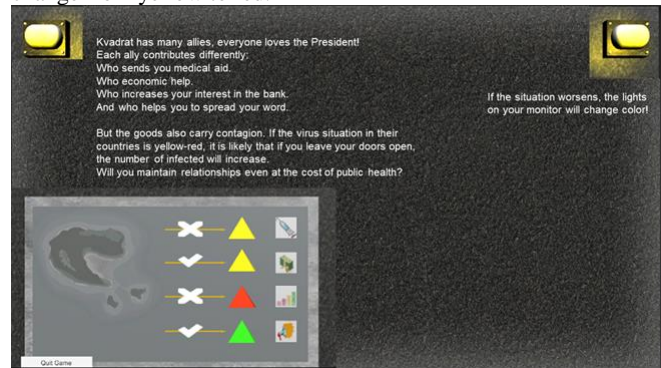 Kvadrat has many allies, everyone loves the President!
Each ally contributes differently:
Who sends you medical aid.
Who economic help.
Who increases your interest in the bank.
And who helps you to spread your word.
But the goods also carry contagion. If the virus situation in their
countries is yellow-red, it is likely that if you leave your doors open,
the number of infected will increase.
Will you maintain relationships even at the cost of public health?
If the situation worsens, the lights
on your monitor will change color!
Quit Game